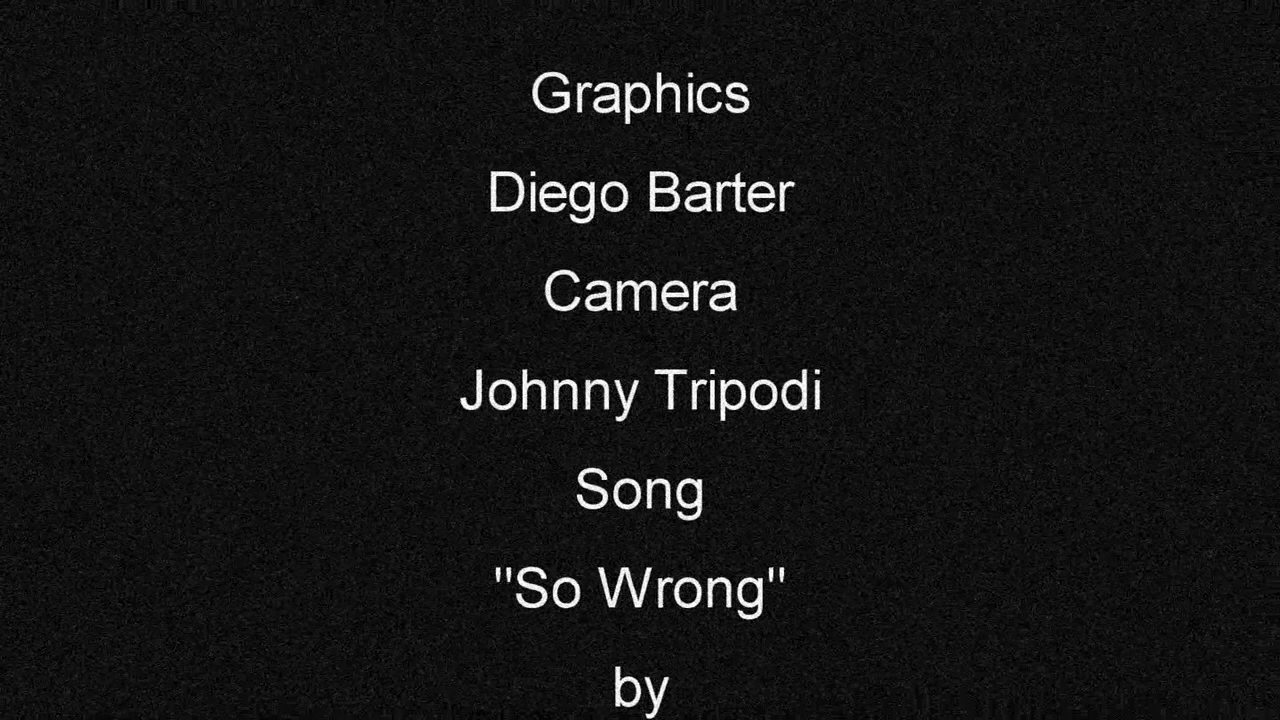 Graphics
Diego Barter
Camera
Johnny Tripodi
Song
"So Wrong"
by